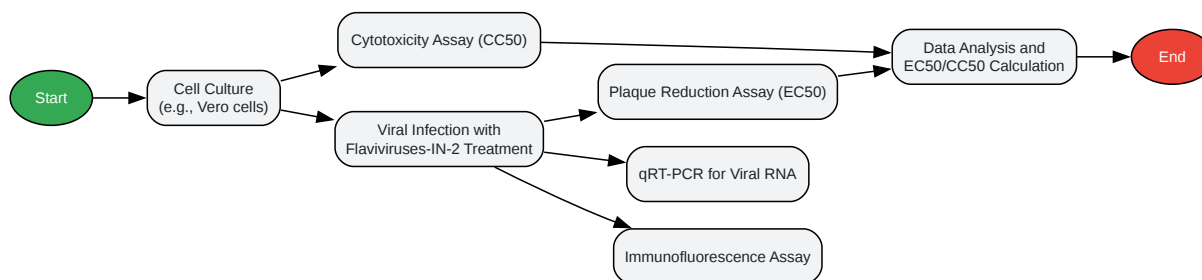 Start
Cell Culture
(e.g., Vero cells)
Cytotoxicity Assay (CC50)
Viral Infection with
Flaviviruses-IN-2 Treatment
Plaque Reduction Assay (EC50)
qRT-PCR for Viral RNA
Immunofluorescence Assay
Data Analysis and
EC50/CC50 Calculation
End